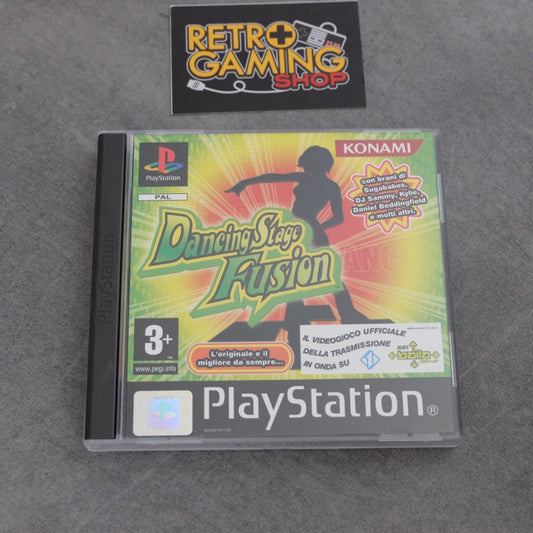 RETRO
GAMING
SHOP
PlayStation
PlayStation
PAL
KONAMI
con brani di
Sugababes,
DJ Sammy, Kylie,
Daniel Beddingfield
e molti altri.
Dancing Stage
Fusion
3+
www.pegi.info
L'originale e il
migliore da sempre...
IL VIDEOGIOCO UFFICIALE
DELLA TRASMISSIONE
IN ONDA SU
PlayStation®